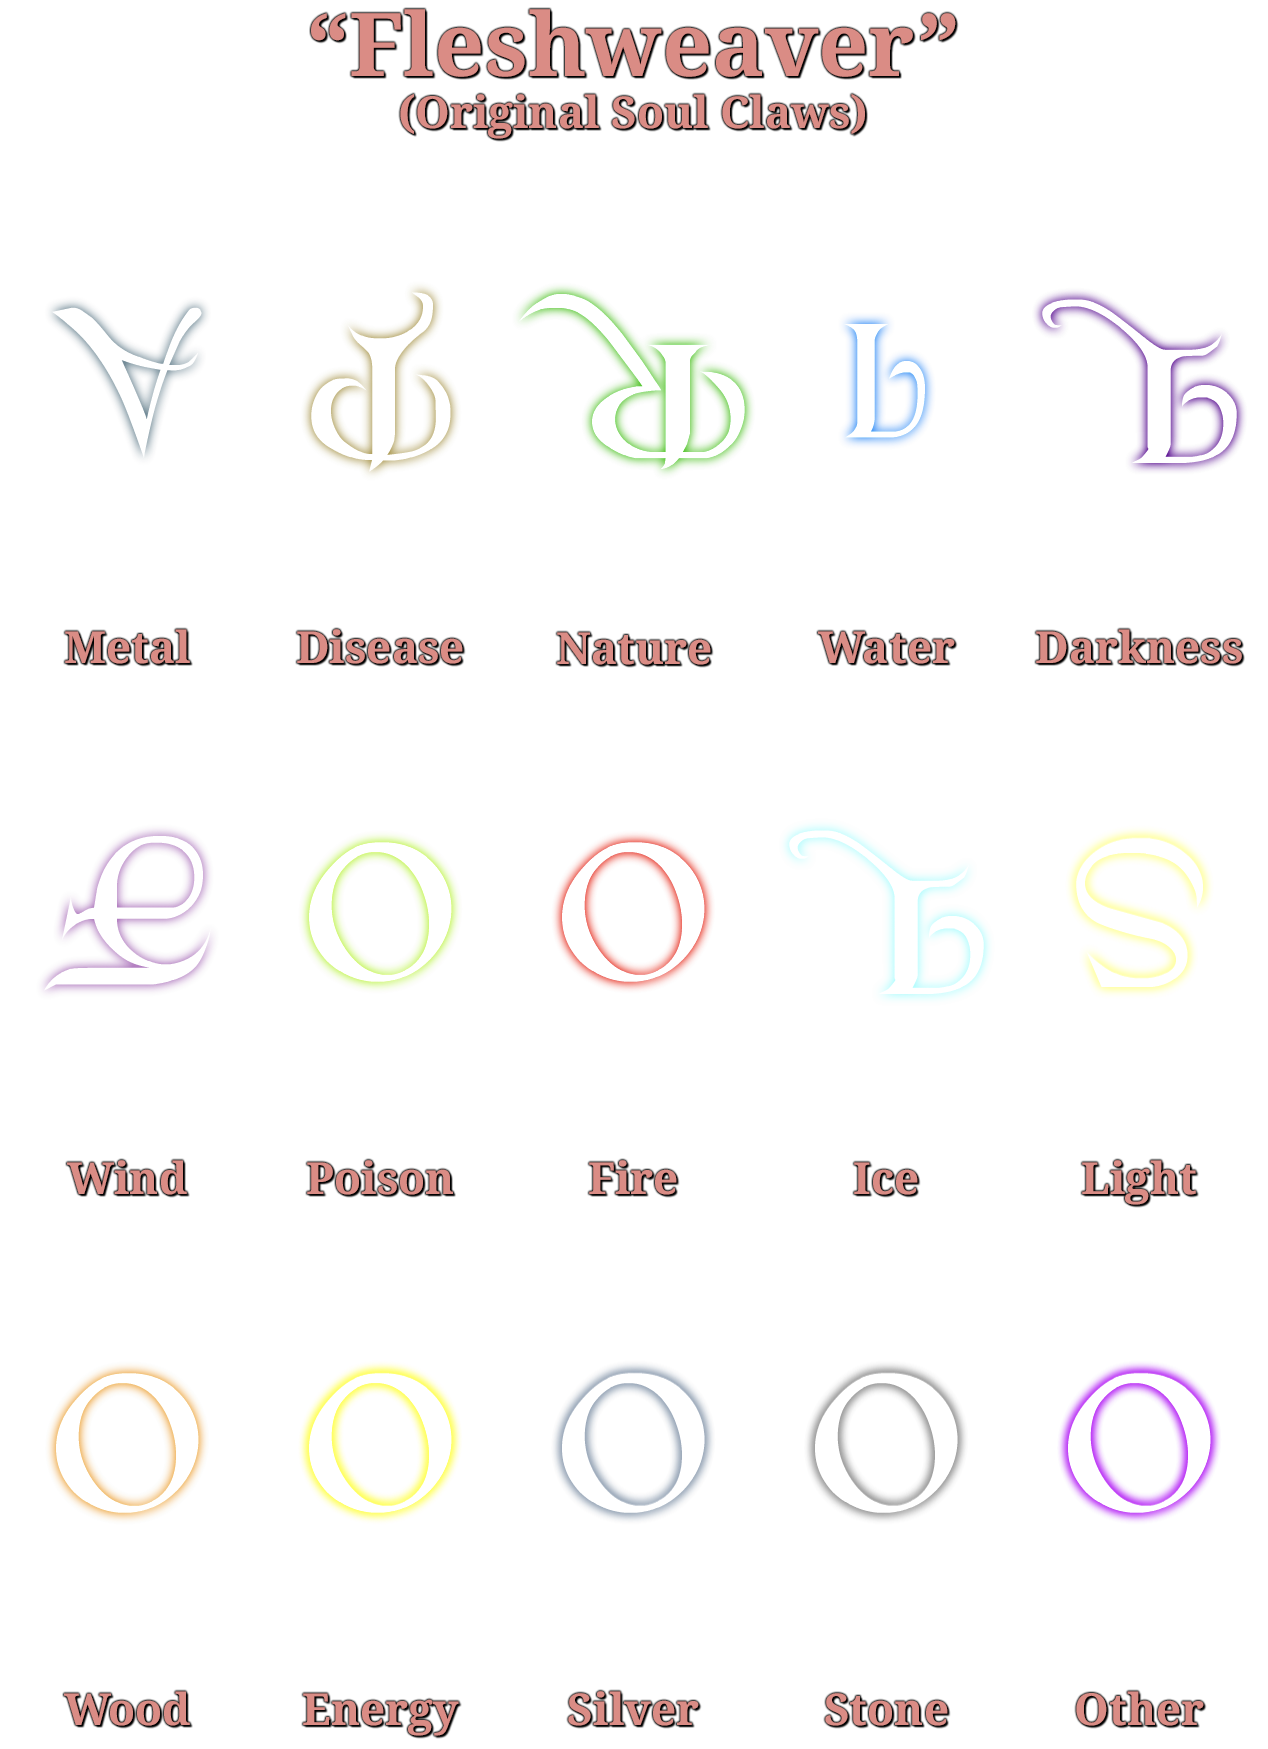 “Fleshweaver”
(Original Soul Claws)
Metal Disease Nature Water Darkness
Wind Poison Fire Ice Light
Wood Energy Silver Stone Other